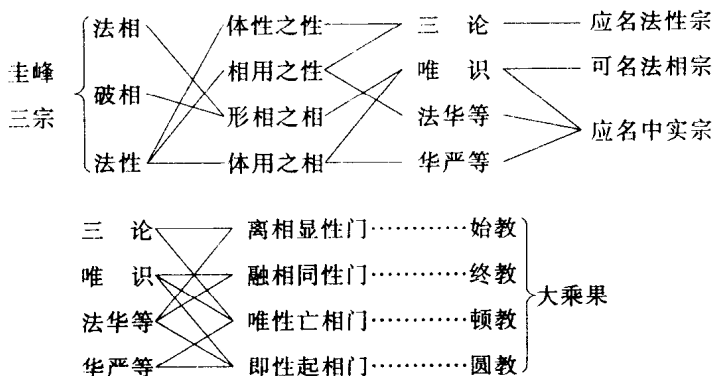 法相 体性之性 三论 应名法性宗
圭峰 相用之性 唯识 可名法相宗
破相
三宗 形相之相 法华等
应名中实宗
法性 体用之相 华严等
三论 离相显性门…………始教
唯识 融相同性门…………终教
大乘果
法华等 唯性亡相门…………顿教
华严等 即性起相门…………圆教